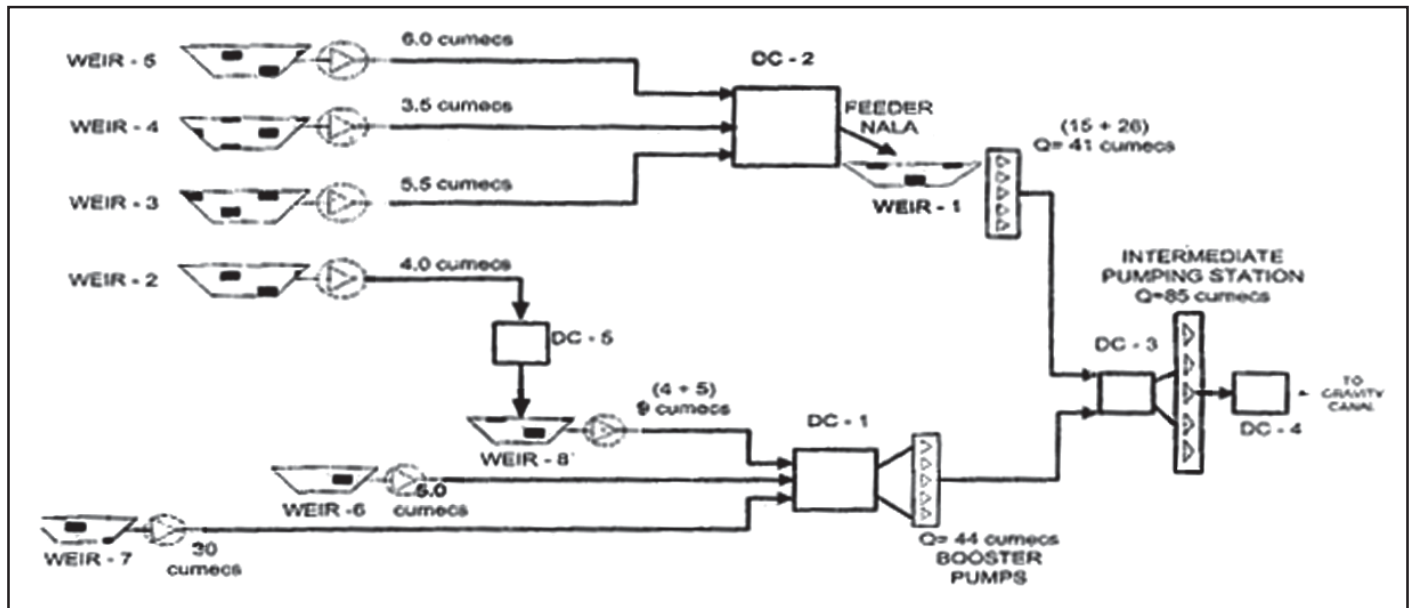 WEIR - 5
6.0 cumecs
DC - 2
WEIR - 4
3.5 cumecs
FEEDER
NALA
(15 + 26)
Q= 41 cumecs
WEIR - 3
5.5 cumecs
WEIR - 1
WEIR - 2
4.0 cumecs
INTERMEDIATE
PUMPING STATION
Q=85 cumecs
DC - 5
DC - 3
(4 + 5)
9 cumecs
TO
GRAVITY
CANAL
DC - 1
DC - 4
WEIR - 8
WEIR -6
5.0
cumecs
WEIR - 7
30
cumecs
Q= 44 cumecs
BOOSTER
PUMPS